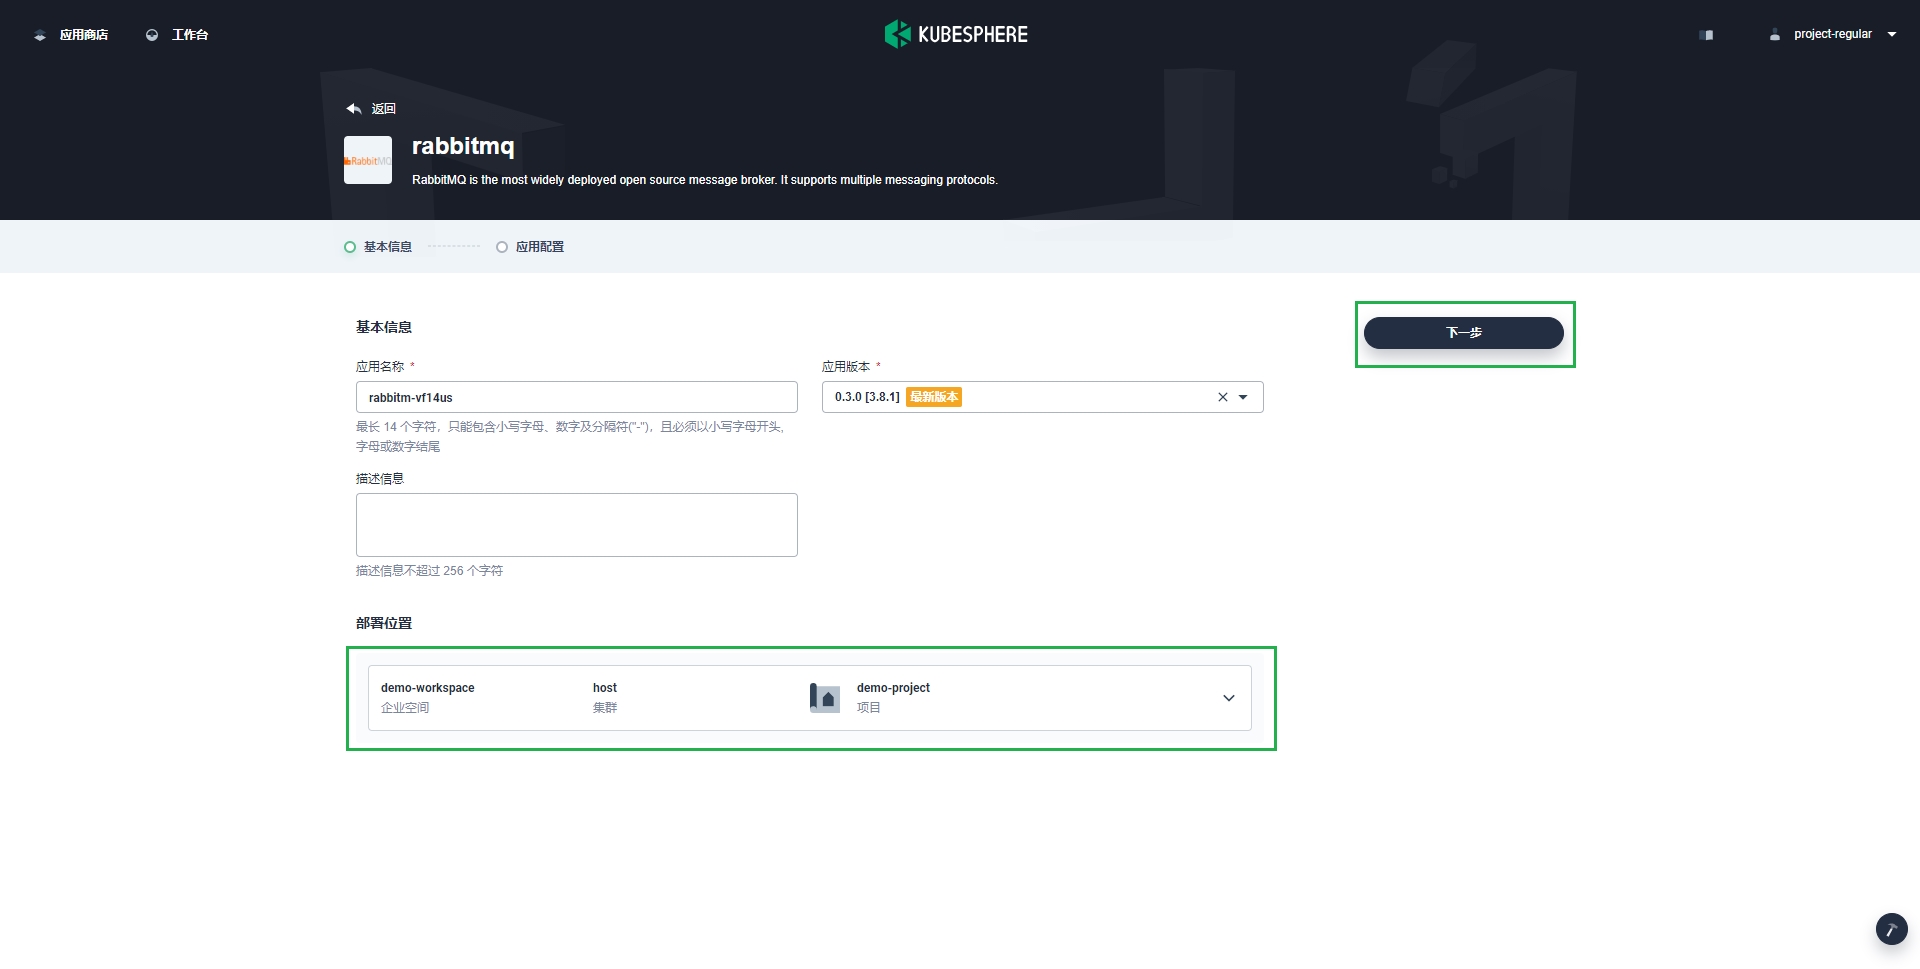 应用商店
工作台
KUBESPHERE
project-regular
返回
RabbitMQ
rabbitmq
RabbitMQ is the most widely deployed open source message broker. It supports multiple messaging protocols.
基本信息
应用配置
基本信息
下一步
应用名称 *
应用版本 *
rabbitm-vf14us
0.3.0 [3.8.1] 最新版本
最长 14 个字符，只能包含小写字母、数字及分隔符("-")，且必须以小写字母开头，
字母或数字结尾
描述信息
描述信息不超过 256 个字符
部署位置
demo-workspace
企业空间
host
集群
demo-project
项目